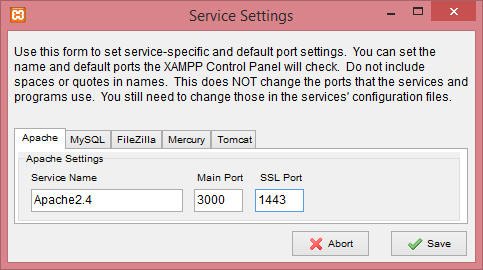 Service Settings
Use this form to set service-specific and default port settings.  You can set the
name and default ports the XAMPP Control Panel will check.  Do not include
spaces or quotes in names.  This does NOT change the ports that the services and
programs use.  You still need to change those in the services' configuration files.
Apache MySQL FileZilla Mercury Tomcat
Apache Settings
Service Name Main Port SSL Port
Apache2.4 3000 1443
Abort Save